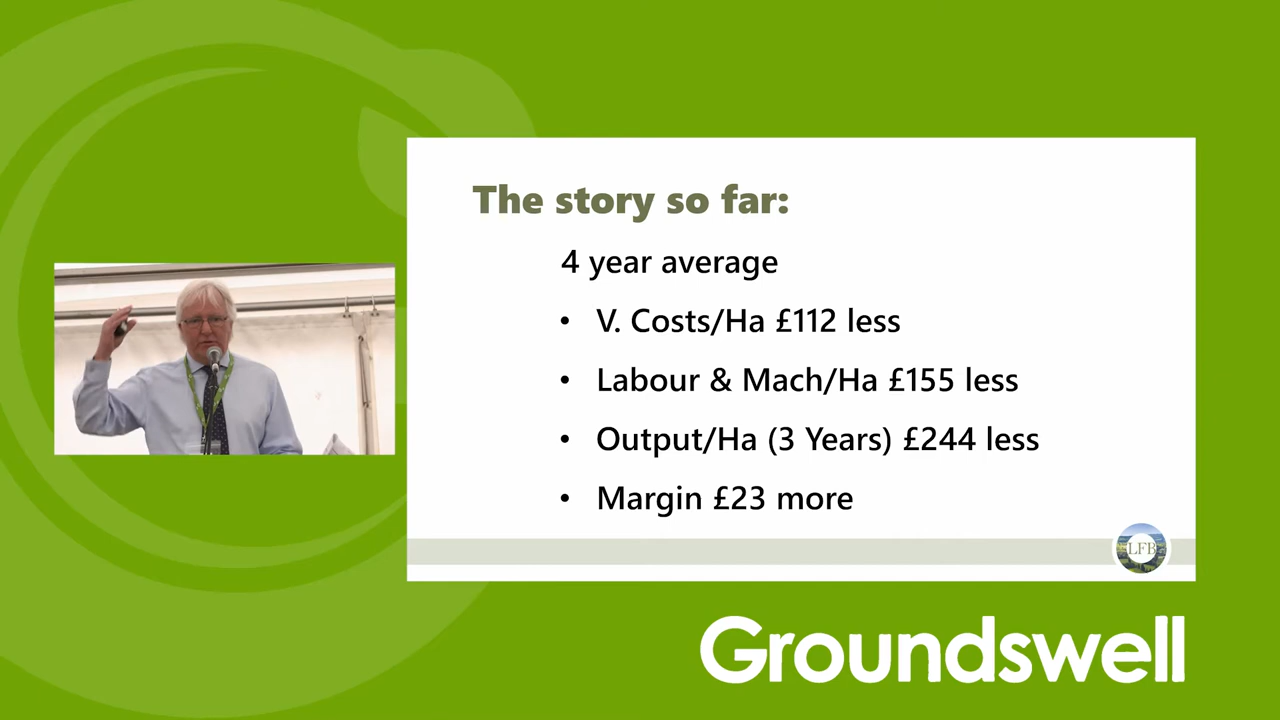 The story so far:
4 year average
• V. Costs/Ha £112 less
• Labour & Mach/Ha £155 less
• Output/Ha (3 Years) £244 less
• Margin £23 more
LFB
Groundswell